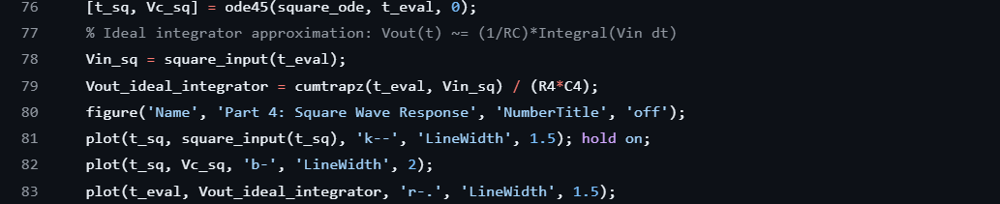 76 [t_sq, Vc_sq] = ode45(square_ode, t_eval, 0);
77 % Ideal integrator approximation: Vout(t) ~= (1/RC)*Integral(Vin dt)
78 Vin_sq = square_input(t_eval);
79 Vout_ideal_integrator = cumtrapz(t_eval, Vin_sq) / (R4*C4);
80 figure('Name', 'Part 4: Square Wave Response', 'NumberTitle', 'off');
81 plot(t_sq, square_input(t_sq), 'k--', 'LineWidth', 1.5); hold on;
82 plot(t_sq, Vc_sq, 'b-', 'LineWidth', 2);
83 plot(t_eval, Vout_ideal_integrator, 'r-.', 'LineWidth', 1.5);